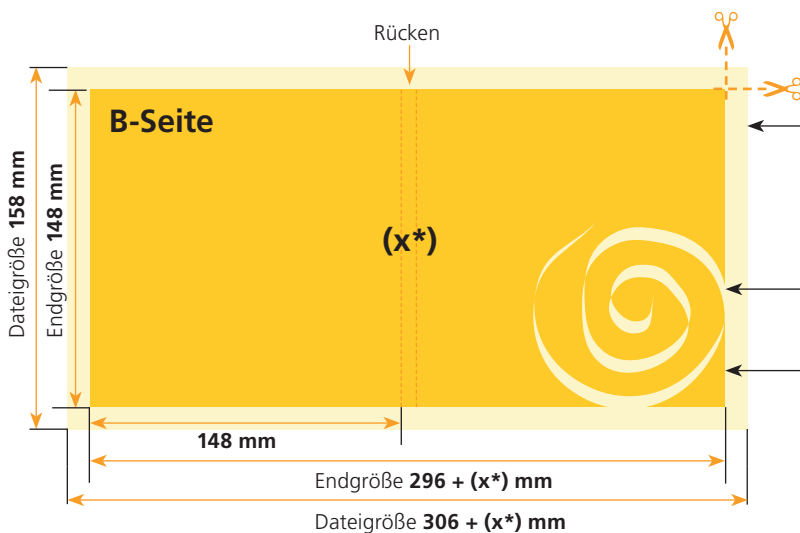 Rücken
B-Seite
(x*)
Dateigröße 158 mm
Endgröße 148 mm
148 mm
Endgröße 296 + (x*) mm
Dateigröße 306 + (x*) mm